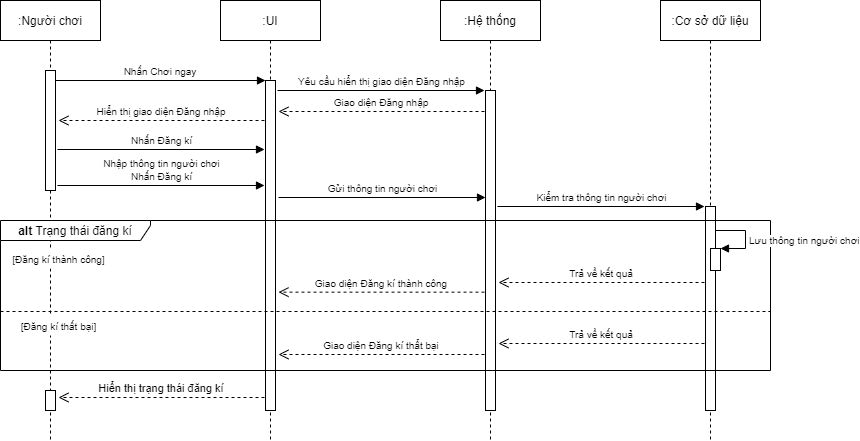 :Người chơi
:UI
:Hệ thống
:Cơ sở dữ liệu
Nhấn Chơi ngay
Yêu cầu hiển thị giao diện Đăng nhập
Giao diện Đăng nhập
Hiển thị giao diện Đăng nhập
Nhấn Đăng kí
Nhập thông tin người chơi
Nhấn Đăng kí
Gửi thông tin người chơi
Kiểm tra thông tin người chơi
alt Trạng thái đăng kí
Lưu thông tin người chơi
[Đăng kí thành công]
Trả về kết quả
Giao diện Đăng kí thành công
[Đăng kí thất bại]
Trả về kết quả
Giao diện Đăng kí thất bại
Hiển thị trạng thái đăng kí